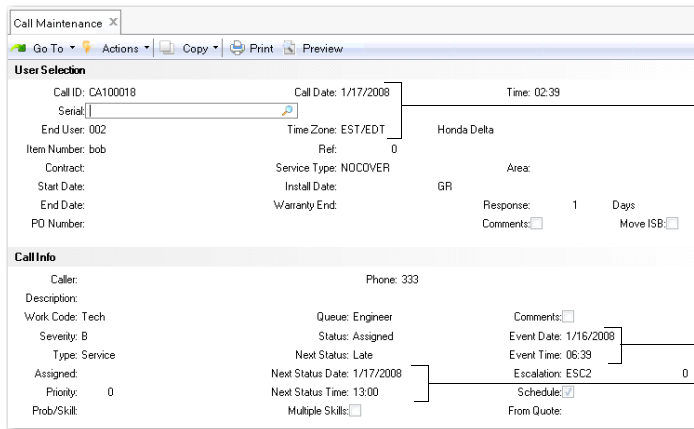 Call Maintenance X
Go To Actions Copy Print Preview
User Selection
Call ID: CA100018 Call Date: 1/17/2008 Time: 02:39
Serial:
End User: 002 Time Zone: EST/EDT Honda Delta
Item Number: bob Ref: 0
Contract: Service Type: NOCOVER Area:
Start Date: Install Date: GR
End Date: Warranty End: Response: 1 Days
PO Number: Comments: Move ISB:
Call Info
Caller: Phone: 333
Description:
Work Code: Tech Queue: Engineer Comments:
Severity: B Status: Assigned Event Date: 1/16/2008
Type: Service Next Status: Late Event Time: 06:39
Assigned: Next Status Date: 1/17/2008 Escalation: ESC2 0
Priority: 0 Next Status Time: 13:00 Schedule:
Prob/Skill: Multiple Skills: From Quote: